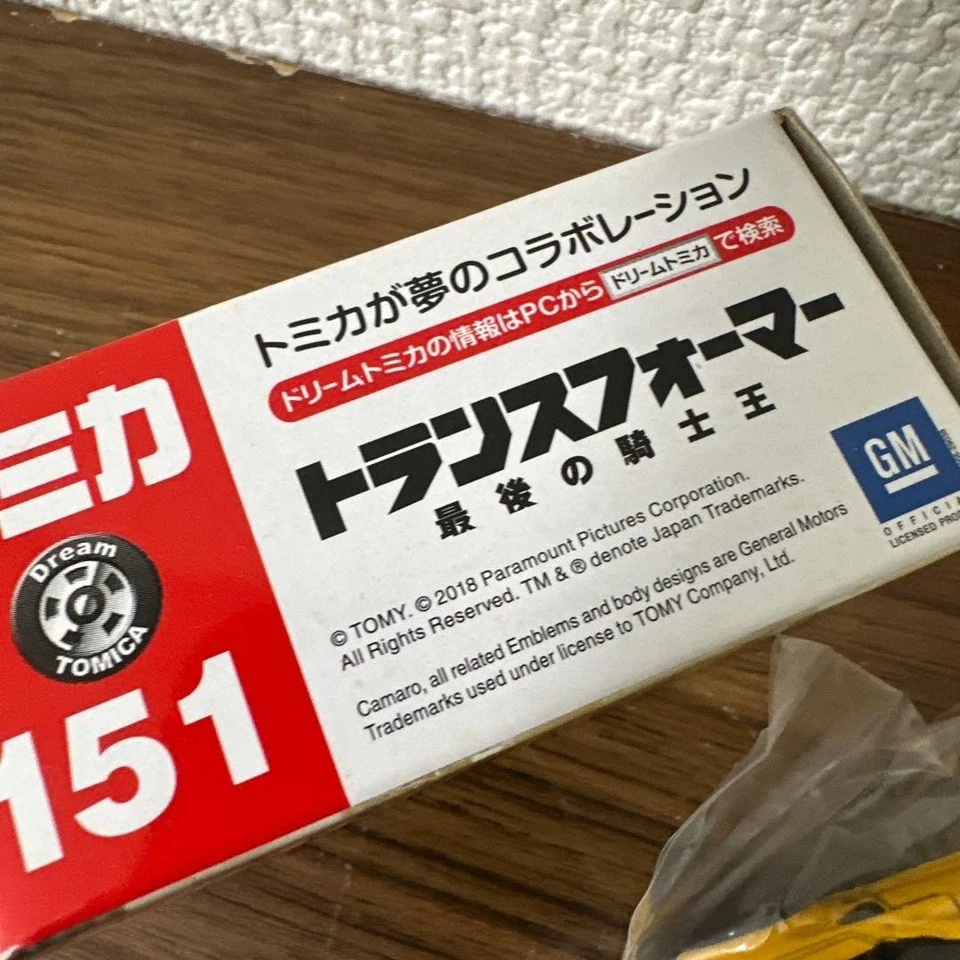 ミカ
Dream
TOMICA
151
トミカが夢のコラボレーション
ドリームトミカの情報はPCから ドリームトミカ で検索
トランスフォーマー
最後の騎士王
© TOMY. © 2018 Paramount Pictures Corporation.
All Rights Reserved. TM & ® denote Japan Trademarks.
Camaro, all related Emblems and body designs are General Motors
Trademarks used under license to TOMY Company, Ltd.
GM
OFFICIA
LICENSED PROD